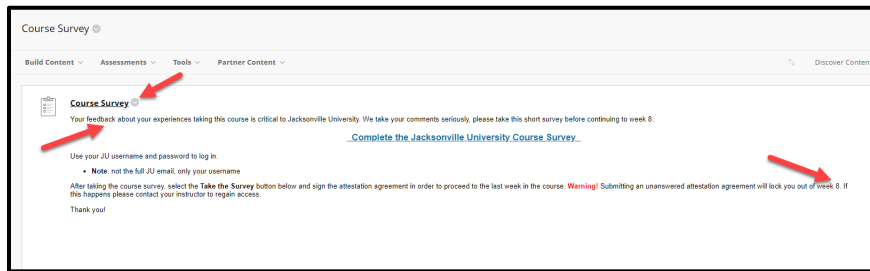 Course Survey
Build Content Assessments Tools Partner Content Discover Conten
Course Survey
Your feedback about your experiences taking this course is critical to Jacksonville University. We take your comments seriously, please take this short survey before continuing to week 8.
Complete the Jacksonville University Course Survey
Use your JU username and password to log in.
• Note: not the full JU email, only your username
After taking the course survey, select the Take the Survey button below and sign the attestation agreement in order to proceed to the last week in the course. Warning! Submitting an unanswered attestation agreement will lock you out of week 8. If
this happens please contact your instructor to regain access.
Thank you!